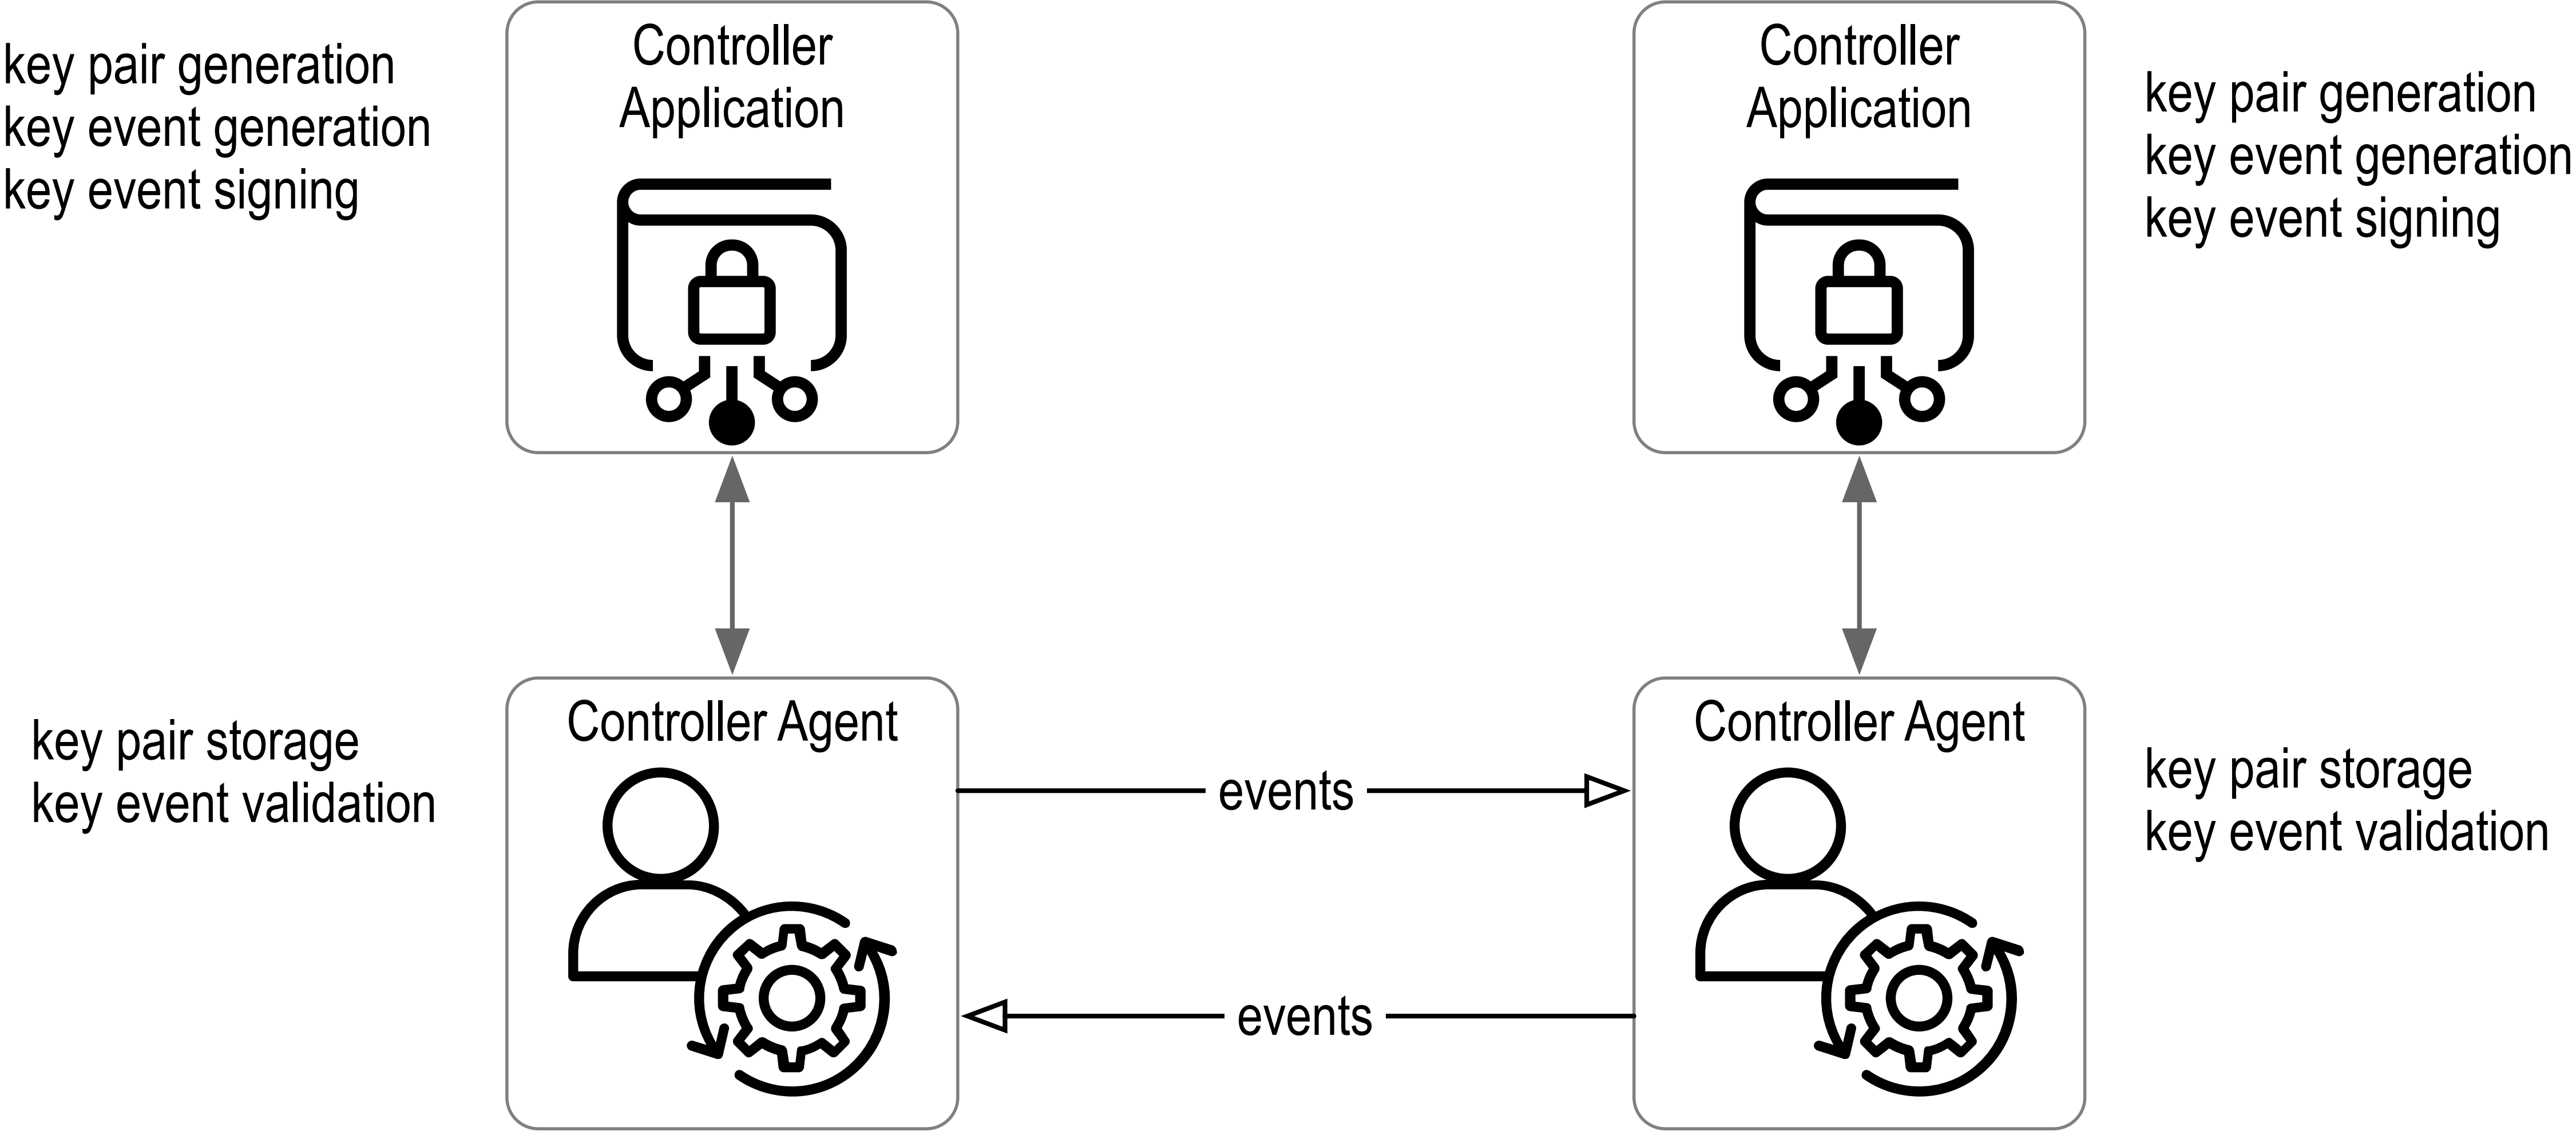 key pair generation
key event generation
key event signing
Controller
Application
Controller
Application
key pair generation
key event generation
key event signing
key pair storage
key event validation
Controller Agent
events
events
Controller Agent
key pair storage
key event validation